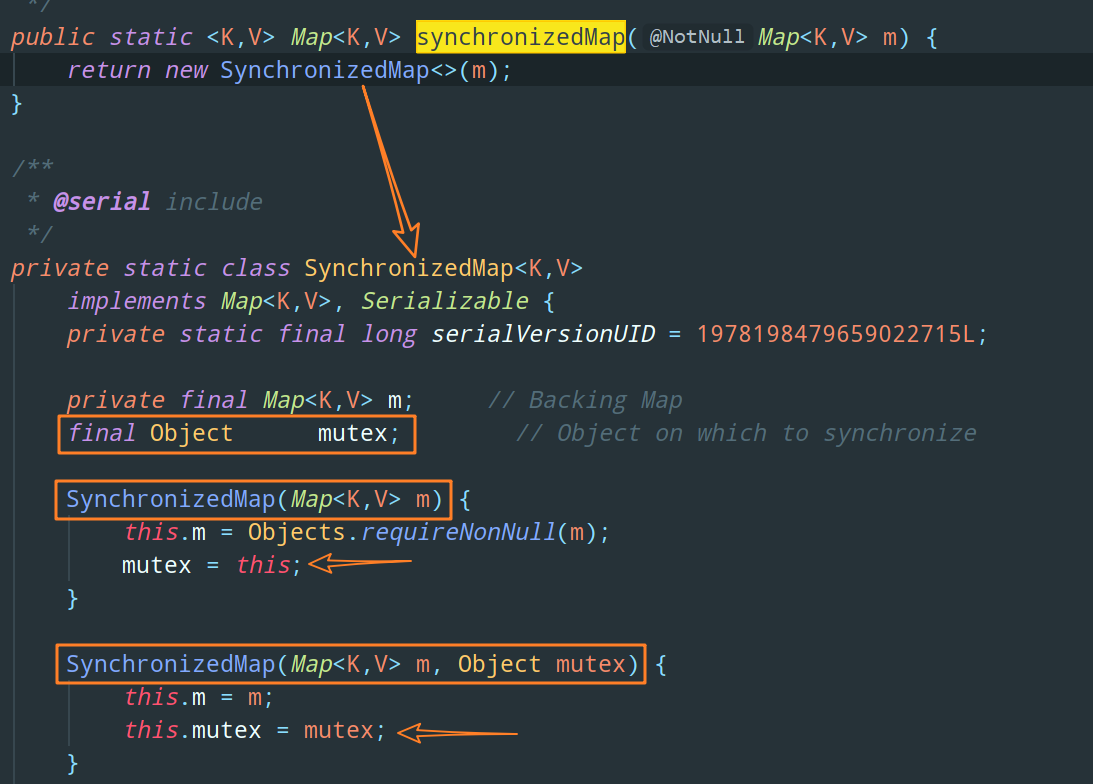 */
public static <K,V> Map<K,V> synchronizedMap( @NotNull Map<K,V> m) {
return new SynchronizedMap<>(m);
}
/**
* @serial include
*/
private static class SynchronizedMap<K,V>
implements Map<K,V>, Serializable {
private static final long serialVersionUID = 1978198479659022715L;
private final Map<K,V> m;     // Backing Map
final Object      mutex;        // Object on which to synchronize
SynchronizedMap(Map<K,V> m) {
this.m = Objects.requireNonNull(m);
mutex = this;
}
SynchronizedMap(Map<K,V> m, Object mutex) {
this.m = m;
this.mutex = mutex;
}